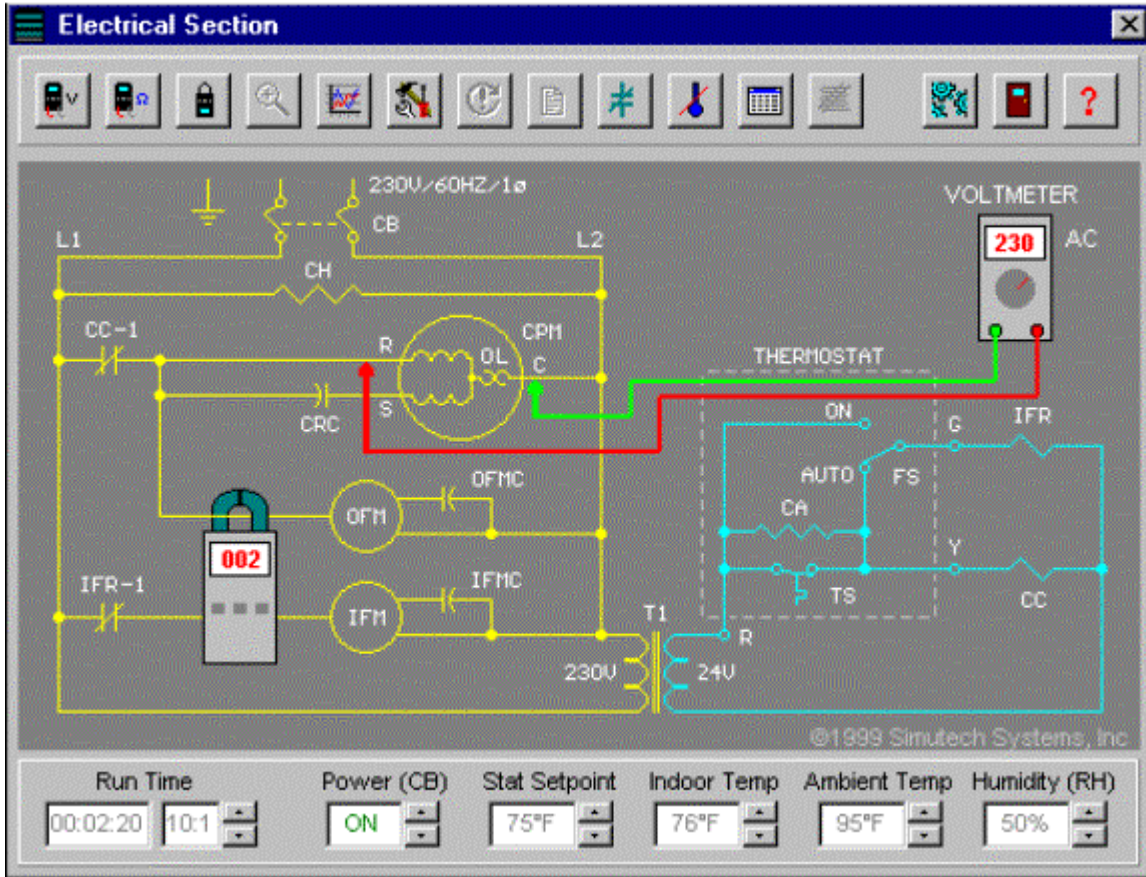 Electrical Section
V
Ω
?
230V/60HZ/1ø
VOLTMETER
CB
230
AC
L1
L2
CH
CC-1
CPM
R
OL
C
THERMOSTAT
S
CRC
ON
G
IFR
OFMC
AUTO
FS
OFM
CA
002
Y
IFR-1
IFMC
TS
CC
IFM
T1
R
230V
24V
©1999 Simutech Systems, Inc
Run Time
Power (CB)
Stat Setpoint
Indoor Temp
Ambient Temp
Humidity (RH)
00:02:20
10:1
ON
75°F
76°F
95°F
50%